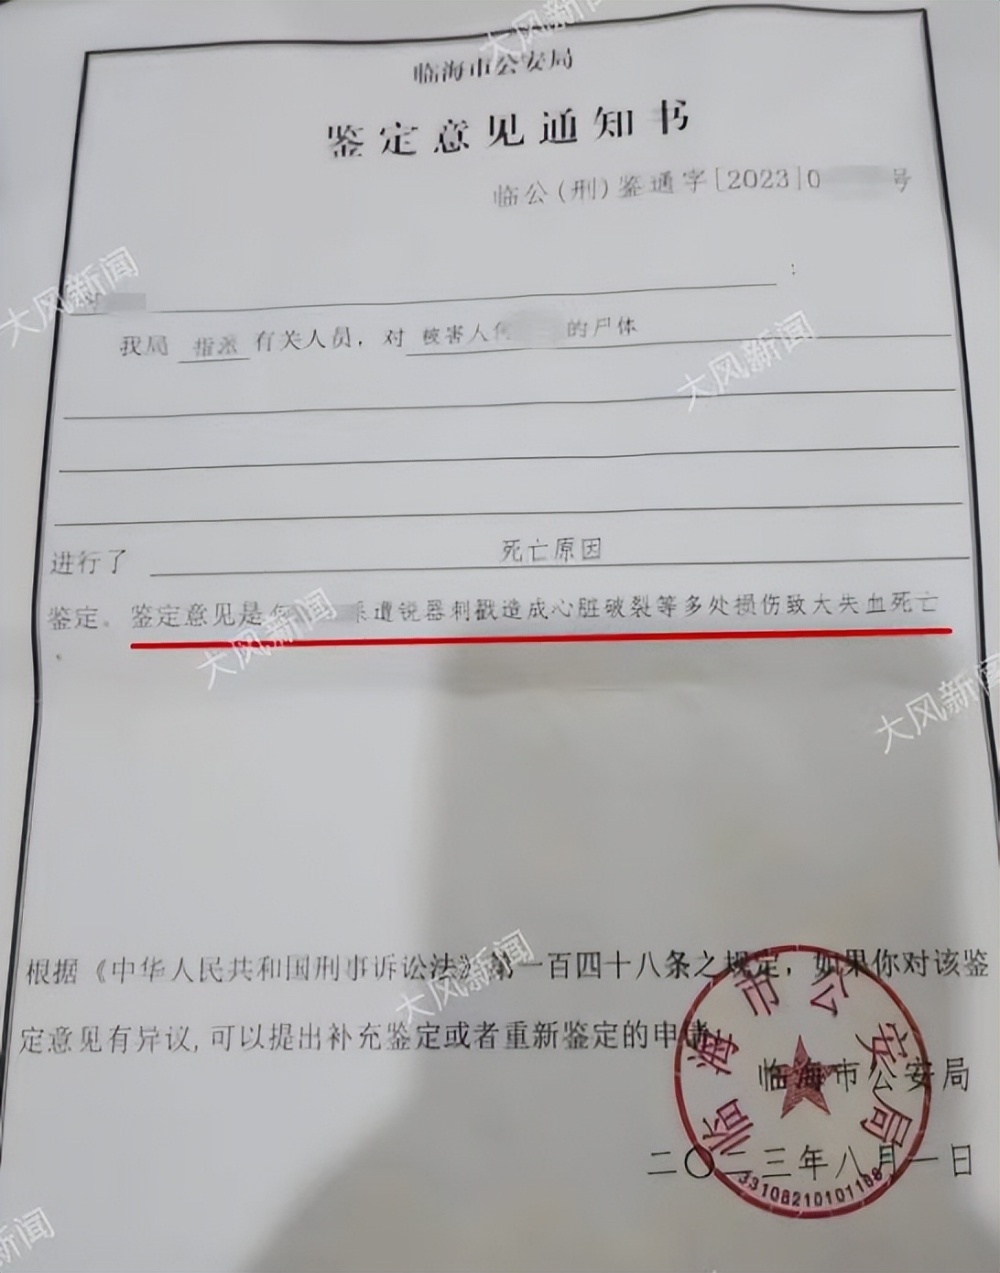 临海市公安局
鉴定意见通知书
临公(刑)鉴通字[2023]0 号
:
我局 指派 有关人员，对 被害人何 的尸体
进行了 死亡原因
鉴定。鉴定意见是 系遭锐器刺戳造成心脏破裂等多处损伤致大失血死亡
根据《中华人民共和国刑事诉讼法》第一百四十八条之规定，如果你对该鉴
定意见有异议,可以提出补充鉴定或者重新鉴定的申请。
临海市公安局
二〇二三年八月一日
临海市公安局
大风新闻
大风新闻
大风新闻
大风新闻
大风新闻
大风新闻
新闻